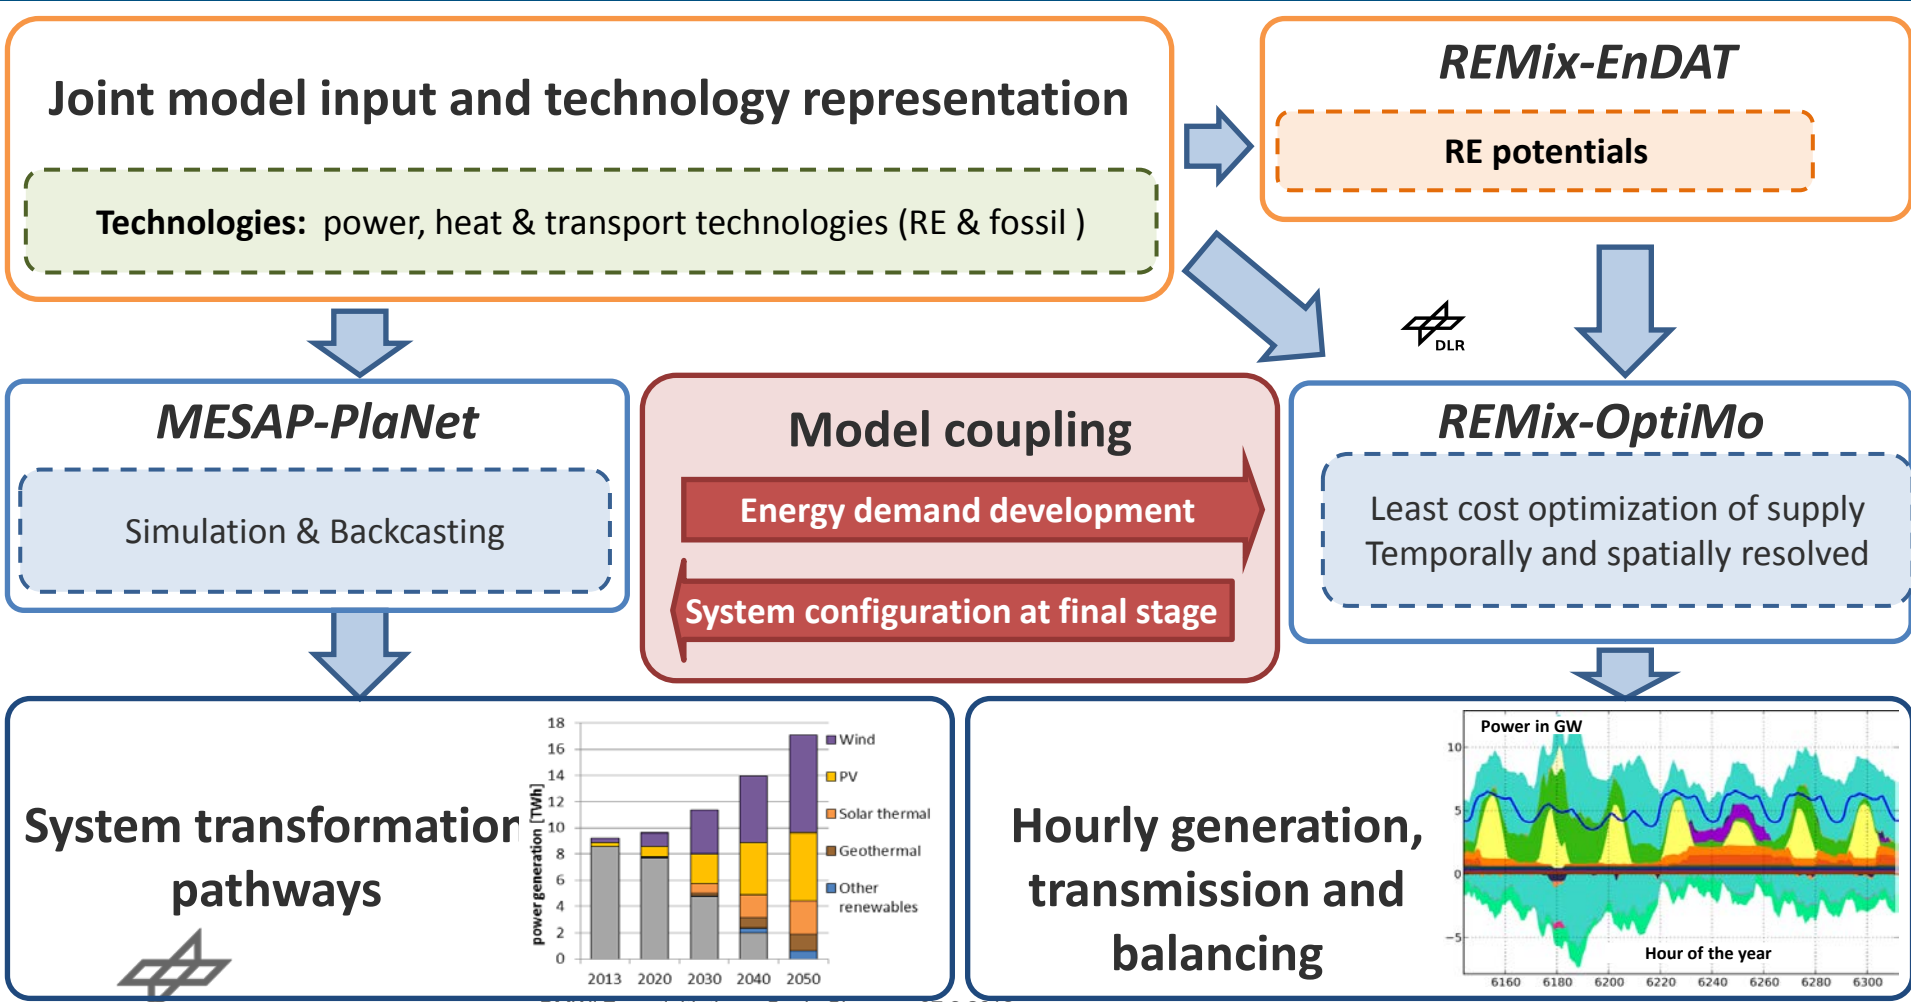 Joint model input and technology representation
Technologies: power, heat & transport technologies (RE & fossil )
REMix-EnDAT
RE potentials
DLR
MESAP-PlaNet
Simulation & Backcasting
Model coupling
Energy demand development
System configuration at final stage
REMix-OptiMo
Least cost optimization of supply
Temporally and spatially resolved
System transformation
pathways
power generation [TWh]
18
16
14
12
10
8
6
4
2
0
2013 2020 2030 2040 2050
Wind
PV
Solar thermal
Geothermal
Other
renewables
Hourly generation,
transmission and
balancing
Power in GW
10
5
0
−5
Hour of the year
6160 6180 6200 6220 6240 6260 6280 6300